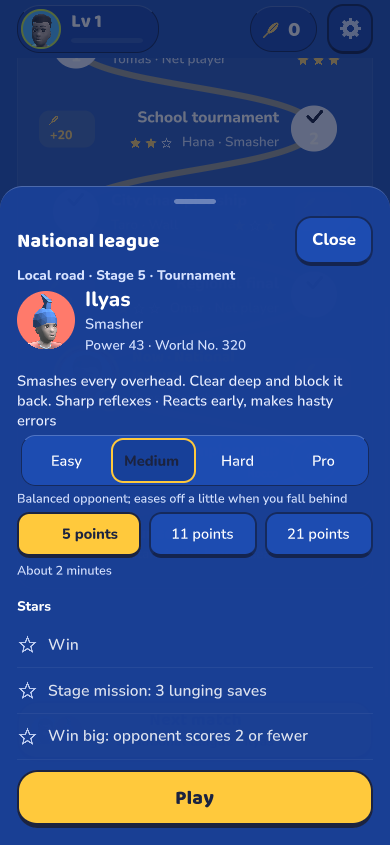 Lv 1
0
Tomas · Net player
School tournament
+20
Hana · Smasher
2
National league
Close
Local road · Stage 5 · Tournament
Ilyas
Smasher
Power 43 · World No. 320
Smashes every overhead. Clear deep and block it
back. Sharp reflexes · Reacts early, makes hasty
errors
Easy
Medium
Hard
Pro
Balanced opponent; eases off a little when you fall behind
5 points
11 points
21 points
About 2 minutes
Stars
Win
Stage mission: 3 lunging saves
Win big: opponent scores 2 or fewer
Play